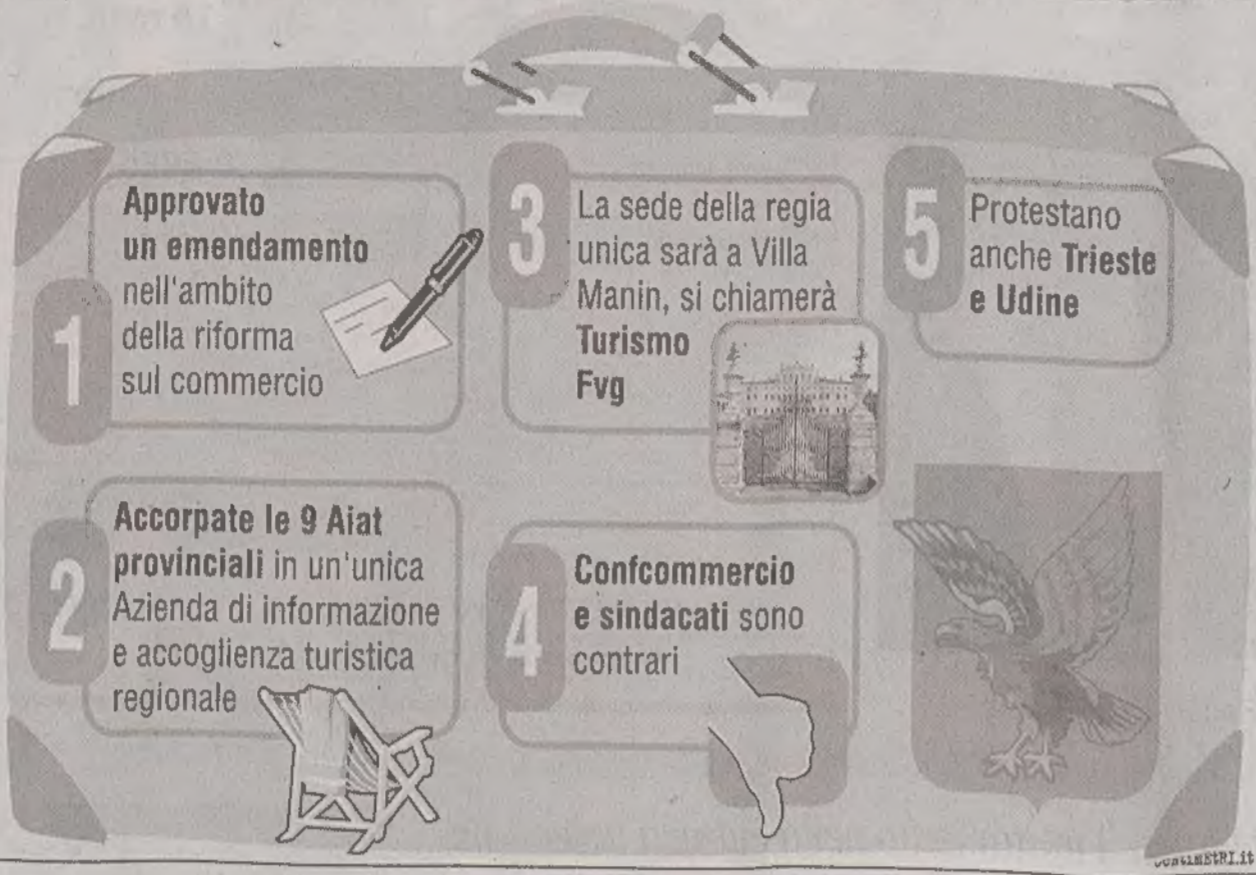 1
Approvato
un emendamento
nell'ambito
della riforma
sul commercio
2
Accorpate le 9 Aiat
provinciali in un'unica
Azienda di informazione
e accoglienza turistica
regionale
3
La sede della regia
unica sarà a Villa
Manin, si chiamerà
Turismo
Fvg
4
Confcommercio
e sindacati sono
contrari
5
Protestano
anche Trieste
e Udine